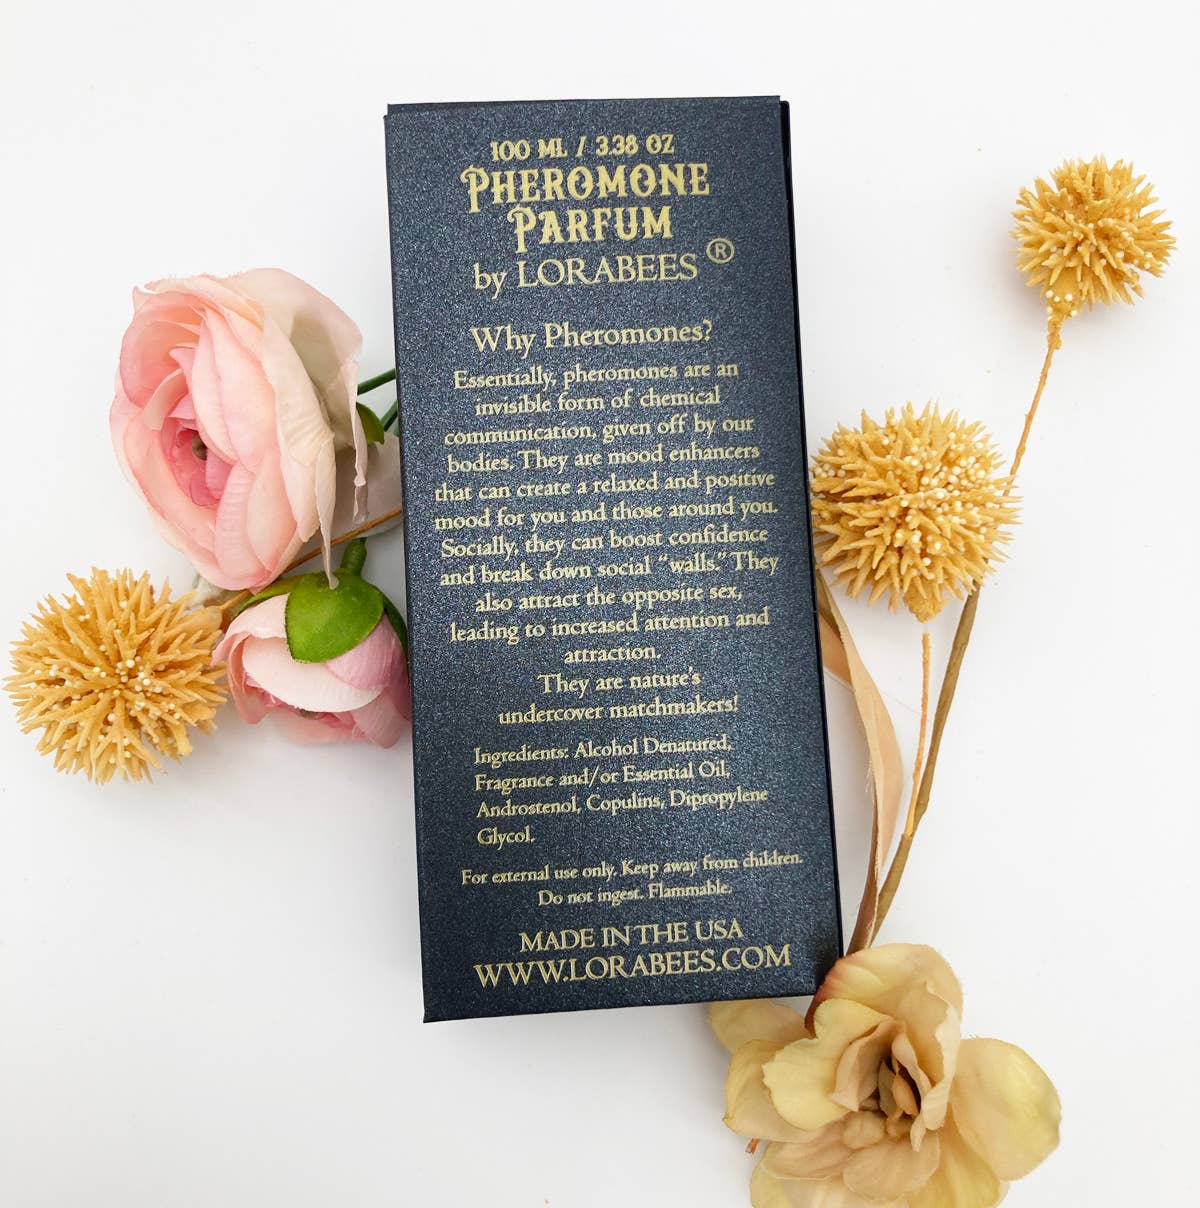 100 ML / 3.38 OZ
PHEROMONE
PARFUM
by LORABEES ®
Why Pheromones?
Essentially, pheromones are an
invisible form of chemical
communication, given off by our
bodies. They are mood enhancers
that can create a relaxed and positive
mood for you and those around you.
Socially, they can boost confidence
and break down social “walls.” They
also attract the opposite sex,
leading to increased attention and
attraction.
They are nature's
undercover matchmakers!
Ingredients: Alcohol Denatured,
Fragrance and/or Essential Oil,
Androstenol, Copulins, Dipropylene
Glycol.
For external use only. Keep away from children.
Do not ingest. Flammable.
MADE IN THE USA
WWW.LORABEES.COM